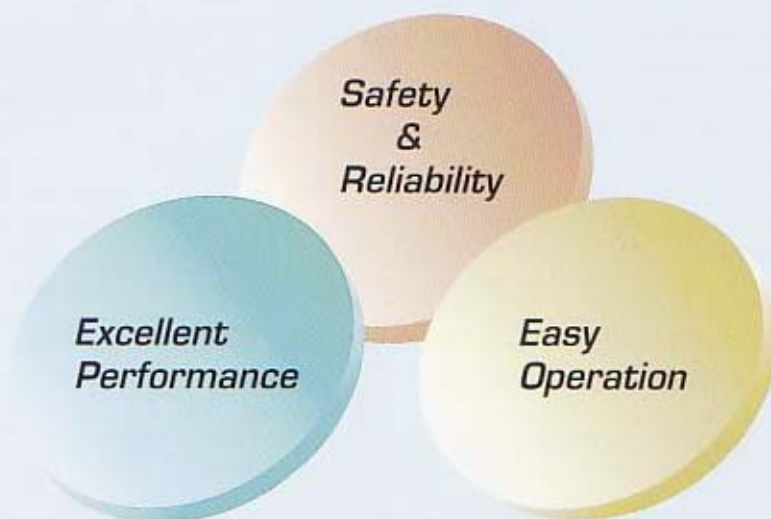 Safety
&
Reliability
Excellent
Performance
Easy
Operation